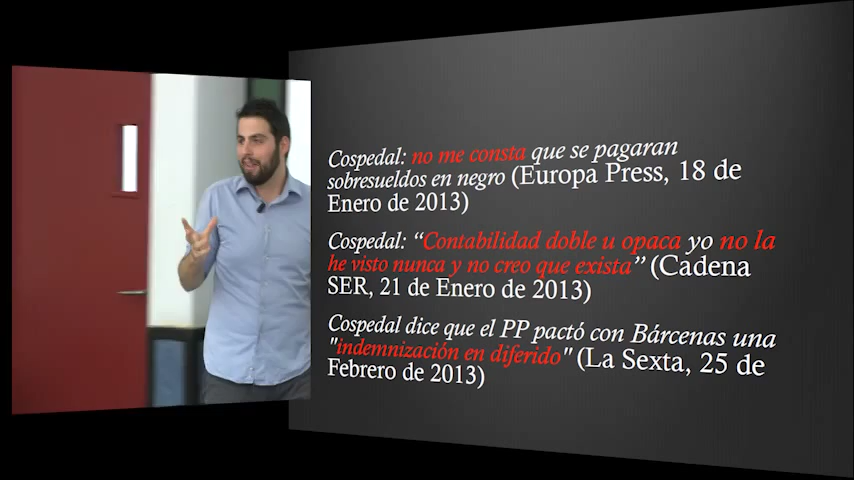 Cospedal: no me consta que se pagaran
sobresueldos en negro (Europa Press, 18 de
Enero de 2013)
Cospedal: “Contabilidad doble u opaca yo no la
he visto nunca y no creo que exista” (Cadena
SER, 21 de Enero de 2013)
Cospedal dice que el PP pactó con Bárcenas una
"indemnización en diferido" (La Sexta, 25 de
Febrero de 2013)